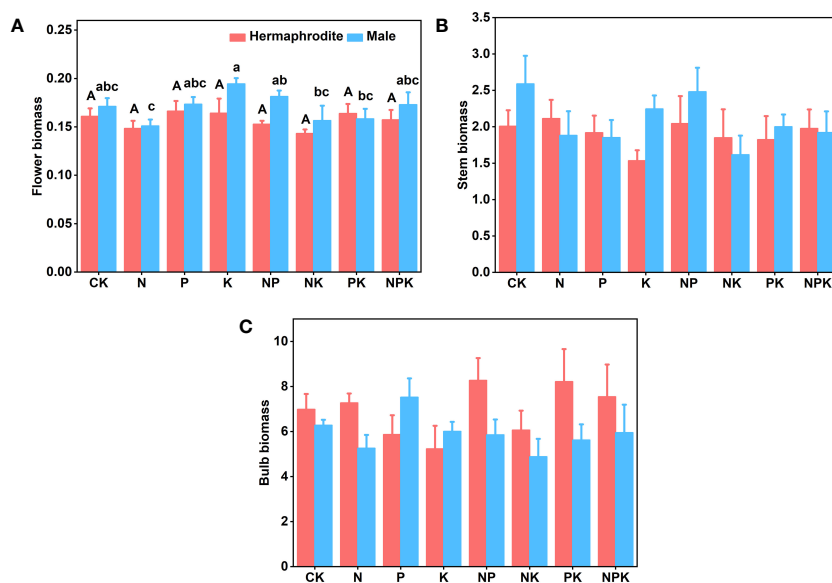 A
Flower biomass
0.25
0.20
0.15
0.10
0.05
0.00
Hermaphrodite Male
A abc A c A abc A a A ab A bc A bc A abc
CK N P K NP NK PK NPK
B
Stem biomass
3.5
3.0
2.5
2.0
1.5
1.0
0.5
0.0
CK N P K NP NK PK NPK
C
Bulb biomass
10
8
6
4
2
0
CK N P K NP NK PK NPK